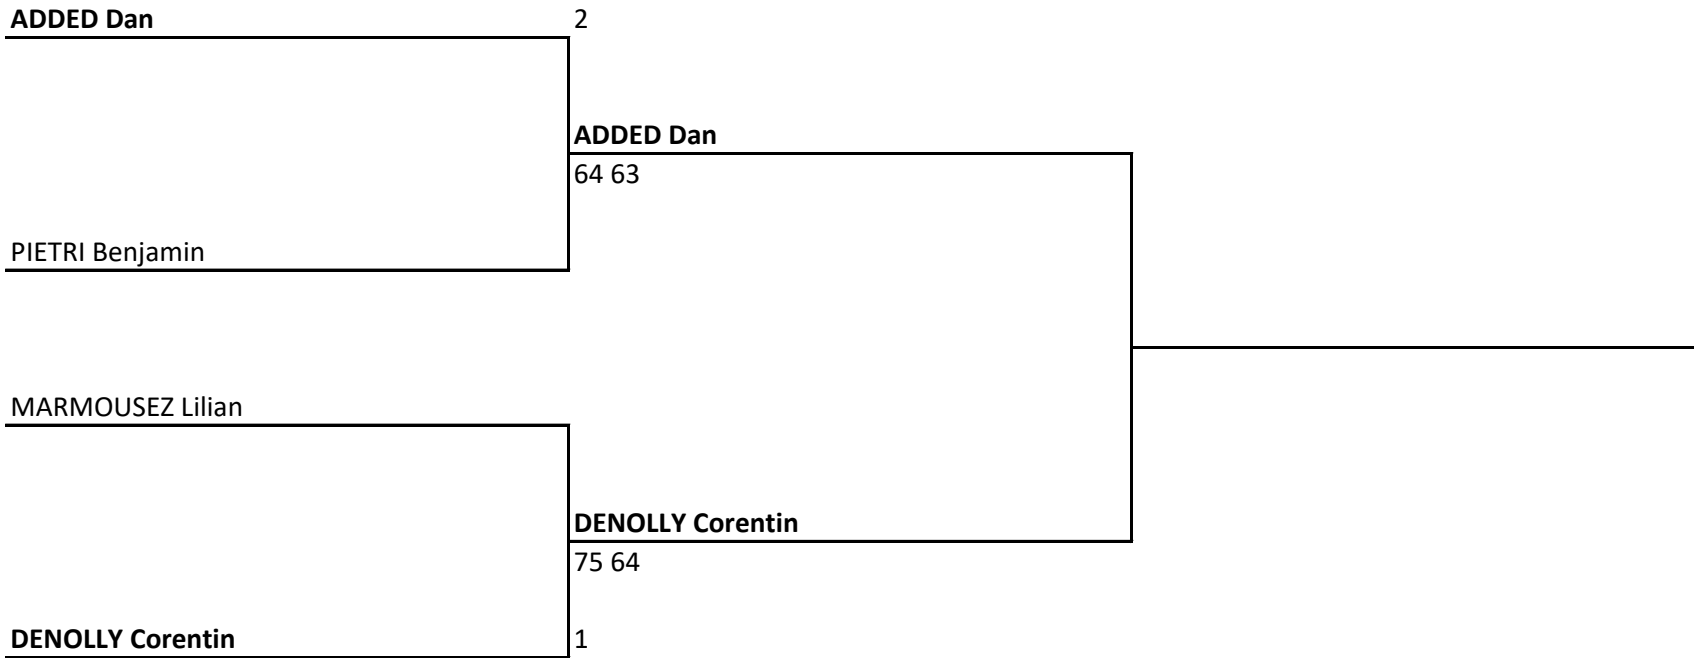 ADDED Dan 2
ADDED Dan
64 63
PIETRI Benjamin
MARMOUSEZ Lilian
DENOLLY Corentin
75 64
DENOLLY Corentin 1